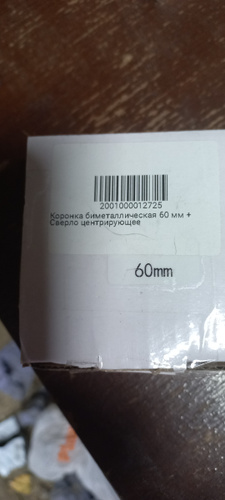 2001000012725
Коронка биметаллическая 60 мм +
Сверло центрирующее
60mm